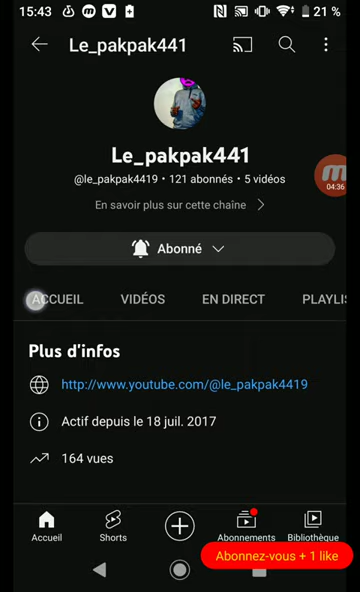 15:43
21 %
Le_pakpak441
Le_pakpak441
@le_pakpak4419 • 121 abonnés • 5 vidéos
En savoir plus sur cette chaîne
04:36
Abonné
ACCUEIL VIDÉOS EN DIRECT PLAYLIS
Plus d'infos
http://www.youtube.com/@le_pakpak4419
Actif depuis le 18 juil. 2017
164 vues
Accueil Shorts Abonnements Bibliothèque
Abonnez-vous + 1 like